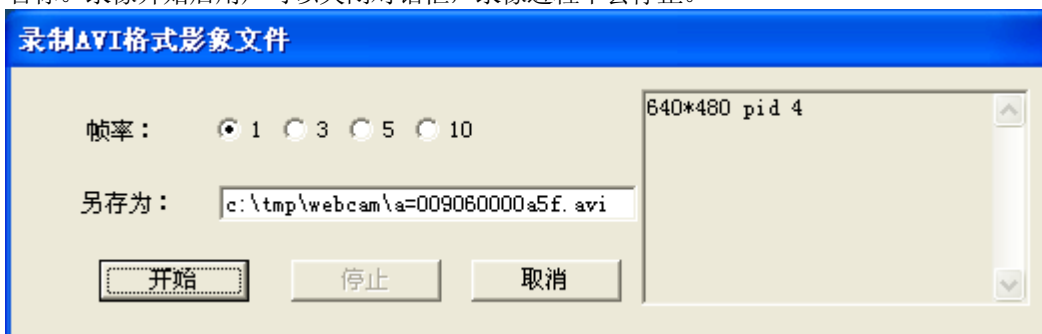 录制AVI格式影象文件
帧率： 1 3 5 10
640*480 pid 4
另存为： c:\tmp\webcam\a=009060000a5f.avi
开始 停止 取消